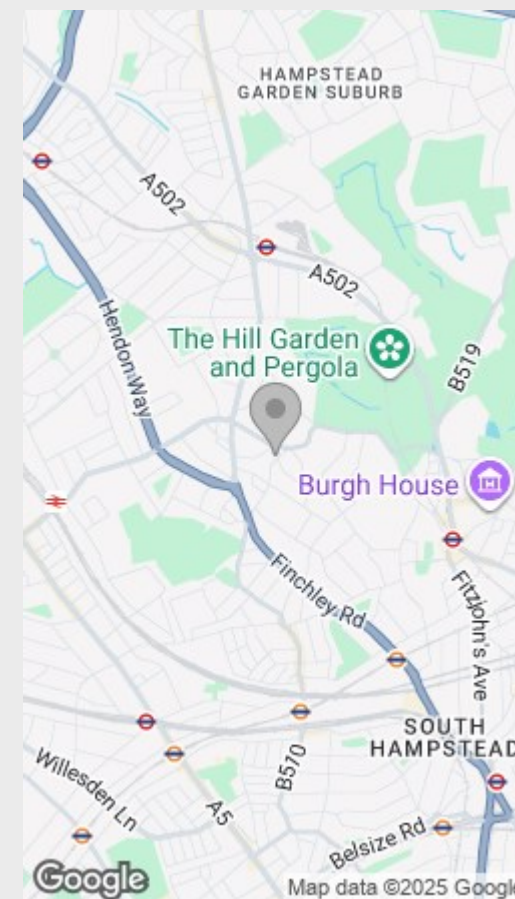 HAMPSTEAD
GARDEN SUBURB
A502
A502
The Hill Garden
and Pergola
B519
Hendon Way
Burgh House
Finchley Rd
Fitzjohn's Ave
SOUTH
HAMPSTEAD
B510
Willesden Ln
A5
Belsize Rd
Google
Map data ©2025 Google